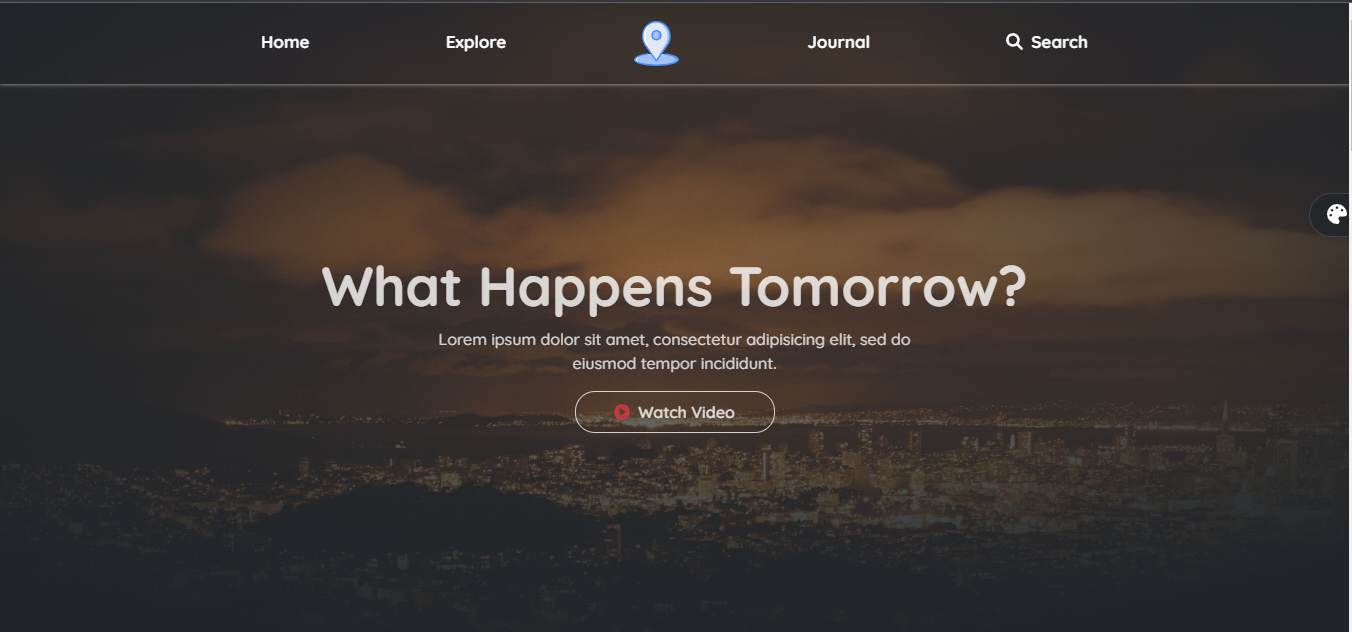 Home
Explore
Journal
Search
What Happens Tomorrow?
Lorem ipsum dolor sit amet, consectetur adipisicing elit, sed do
eiusmod tempor incididunt.
Watch Video